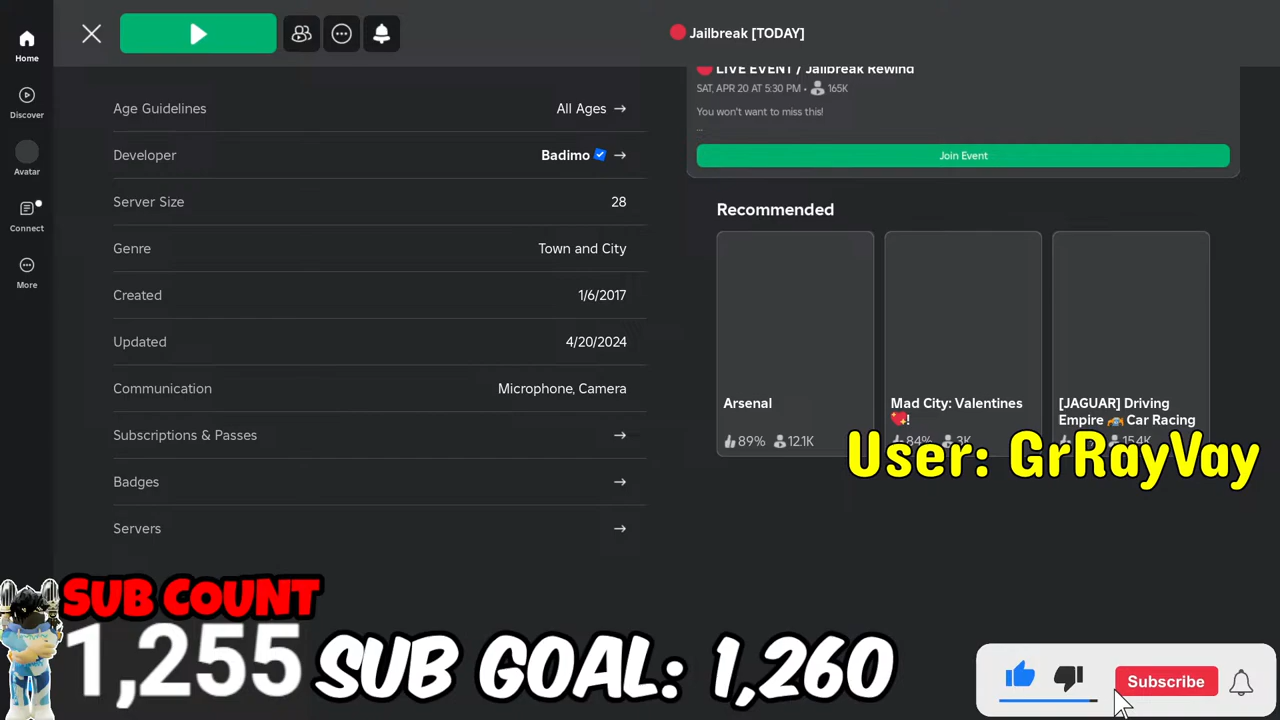 Home
Discover
Avatar
Connect
More
Jailbreak [TODAY]
Age Guidelines
All Ages →
Developer
Badimo →
Server Size
28
Genre
Town and City
Created
1/6/2017
Updated
4/20/2024
Communication
Microphone, Camera
Subscriptions & Passes →
Badges →
Servers →
LIVE EVENT / Jailbreak Rewind
SAT, APR 20 AT 5:30 PM • 165K
You won't want to miss this!
...
Join Event
Recommended
Arsenal
89% 12.1K
Mad City: Valentines
!
84% 3K
[JAGUAR] Driving
Empire Car Racing
15.4K
User: GrRayVay
SUB COUNT
1,255
SUB GOAL: 1,260
Subscribe